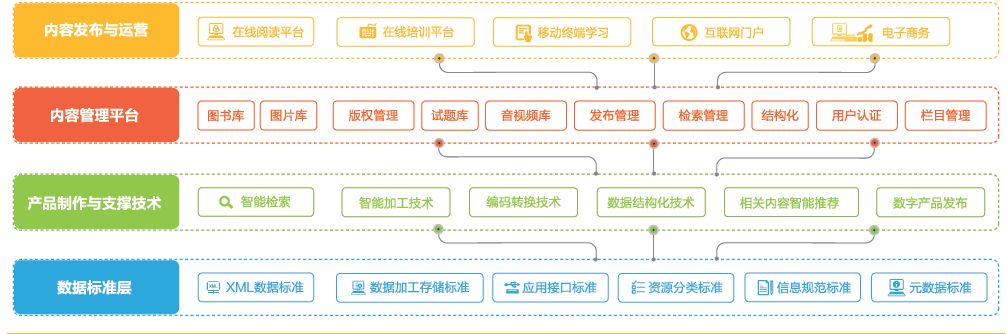 内容发布与运营
在线阅读平台
在线培训平台
移动终端学习
互联网门户
电子商务
内容管理平台
图书库
图片库
版权管理
试题库
音视频库
发布管理
检索管理
结构化
用户认证
栏目管理
产品制作与支撑技术
智能检索
智能加工技术
编码转换技术
数据结构化技术
相关内容智能推荐
数字产品发布
数据标准层
XML数据标准
数据加工存储标准
应用接口标准
资源分类标准
信息规范标准
元数据标准